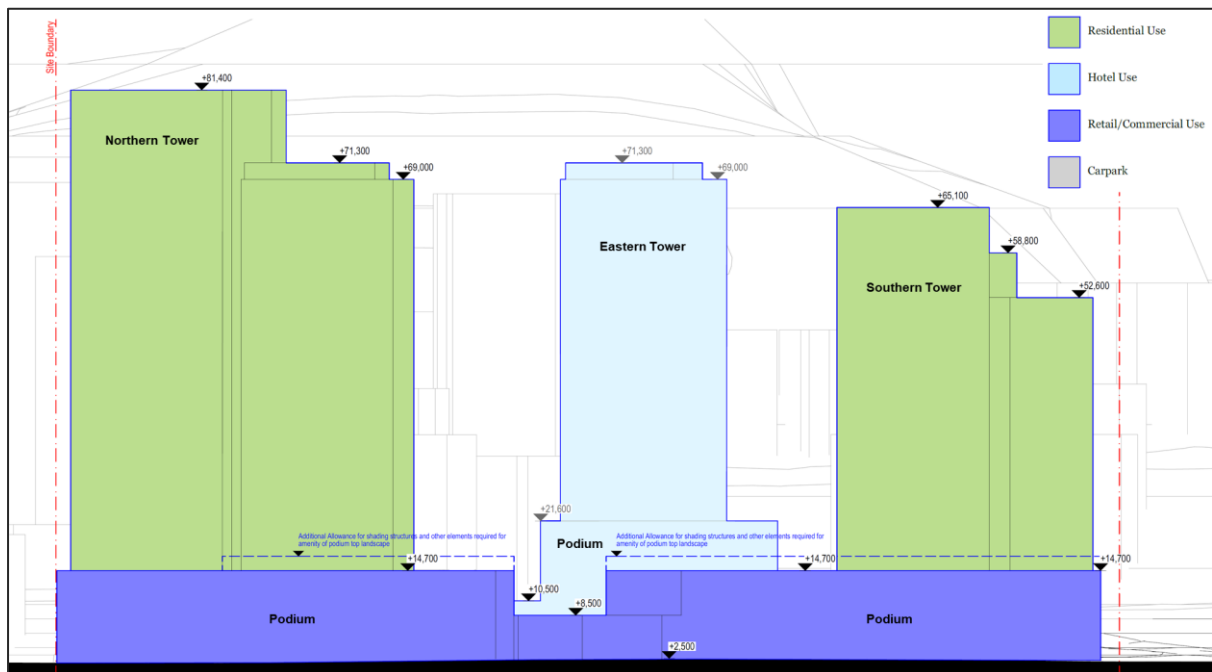 Site Boundary
Residential Use
Hotel Use
Retail/Commercial Use
Carpark
+81,400
Northern Tower
+71,300
+69,000
+71,300
+69,000
Eastern Tower
+65,100
+58,800
+52,600
Southern Tower
+21,600
Additional Allowance for shading structures and other elements required for
amenity of podium top landscape
Additional Allowance for shading structures and other elements required for
amenity of podium top landscape
Podium
+14,700
+14,700
+14,700
+10,500
+8,500
Podium
Podium
+2,500